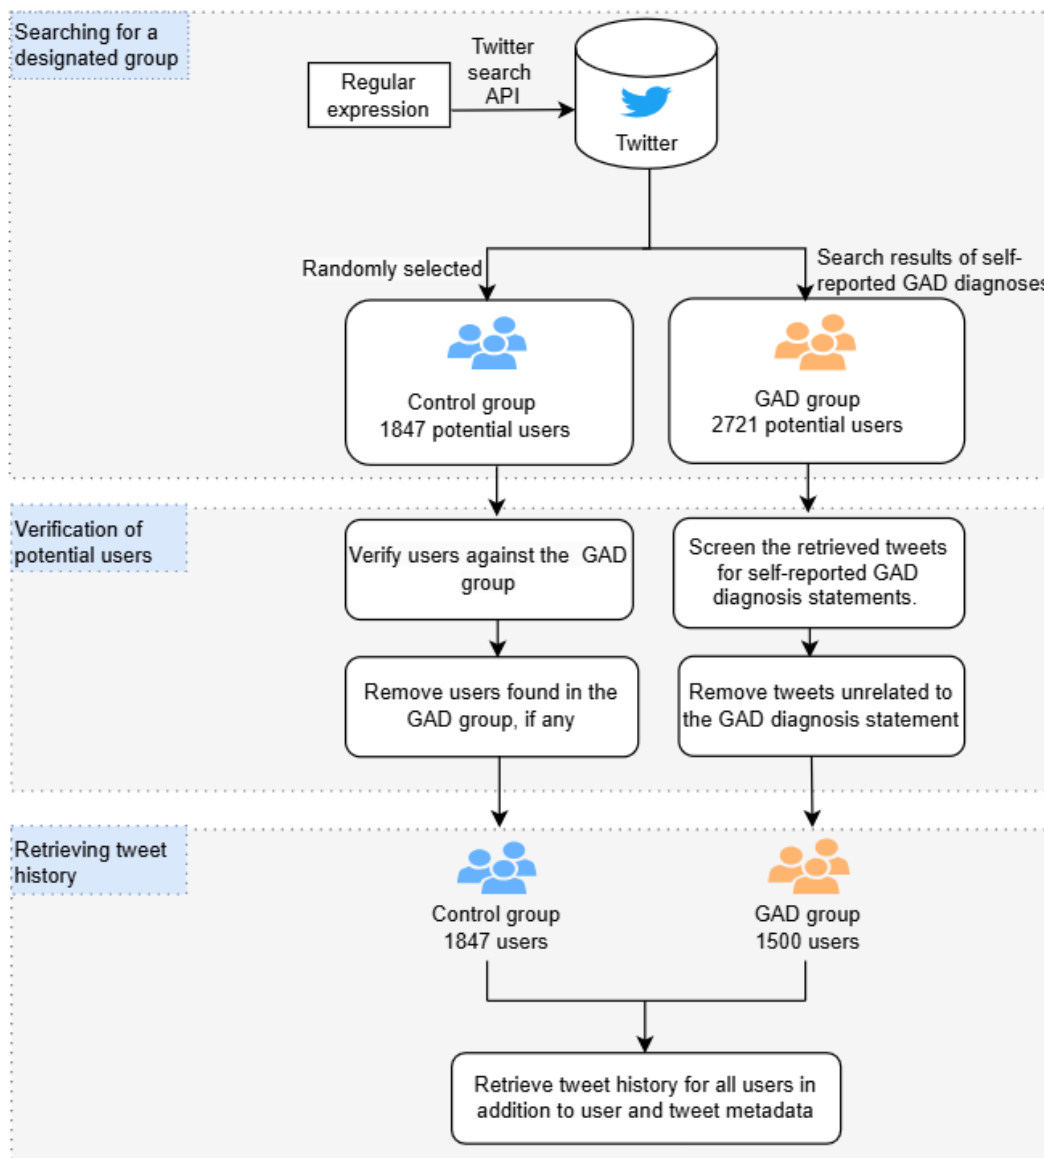 Searching for a
designated group
Twitter
search
API
Regular
expression
Twitter
Randomly selected
Search results of self-
reported GAD diagnoses
Control group
1847 potential users
GAD group
2721 potential users
Verification of
potential users
Verify users against the GAD
group
Screen the retrieved tweets
for self-reported GAD
diagnosis statements.
Remove users found in the
GAD group, if any
Remove tweets unrelated to
the GAD diagnosis statement
Retrieving tweet
history
Control group
1847 users
GAD group
1500 users
Retrieve tweet history for all users in
addition to user and tweet metadata